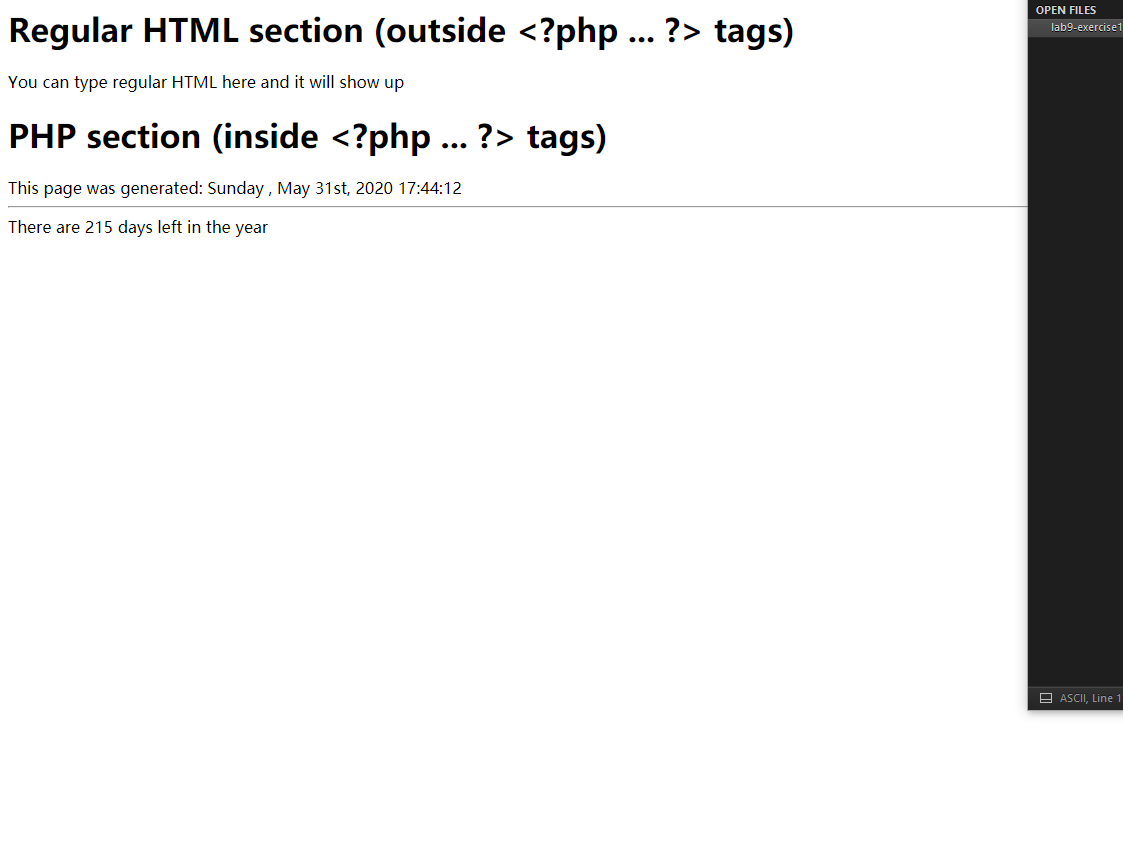 Regular HTML section (outside <?php ... ?> tags)
You can type regular HTML here and it will show up
PHP section (inside <?php ... ?> tags)
This page was generated: Sunday , May 31st, 2020 17:44:12
There are 215 days left in the year
OPEN FILES
lab9-exercise1
ASCII, Line 1